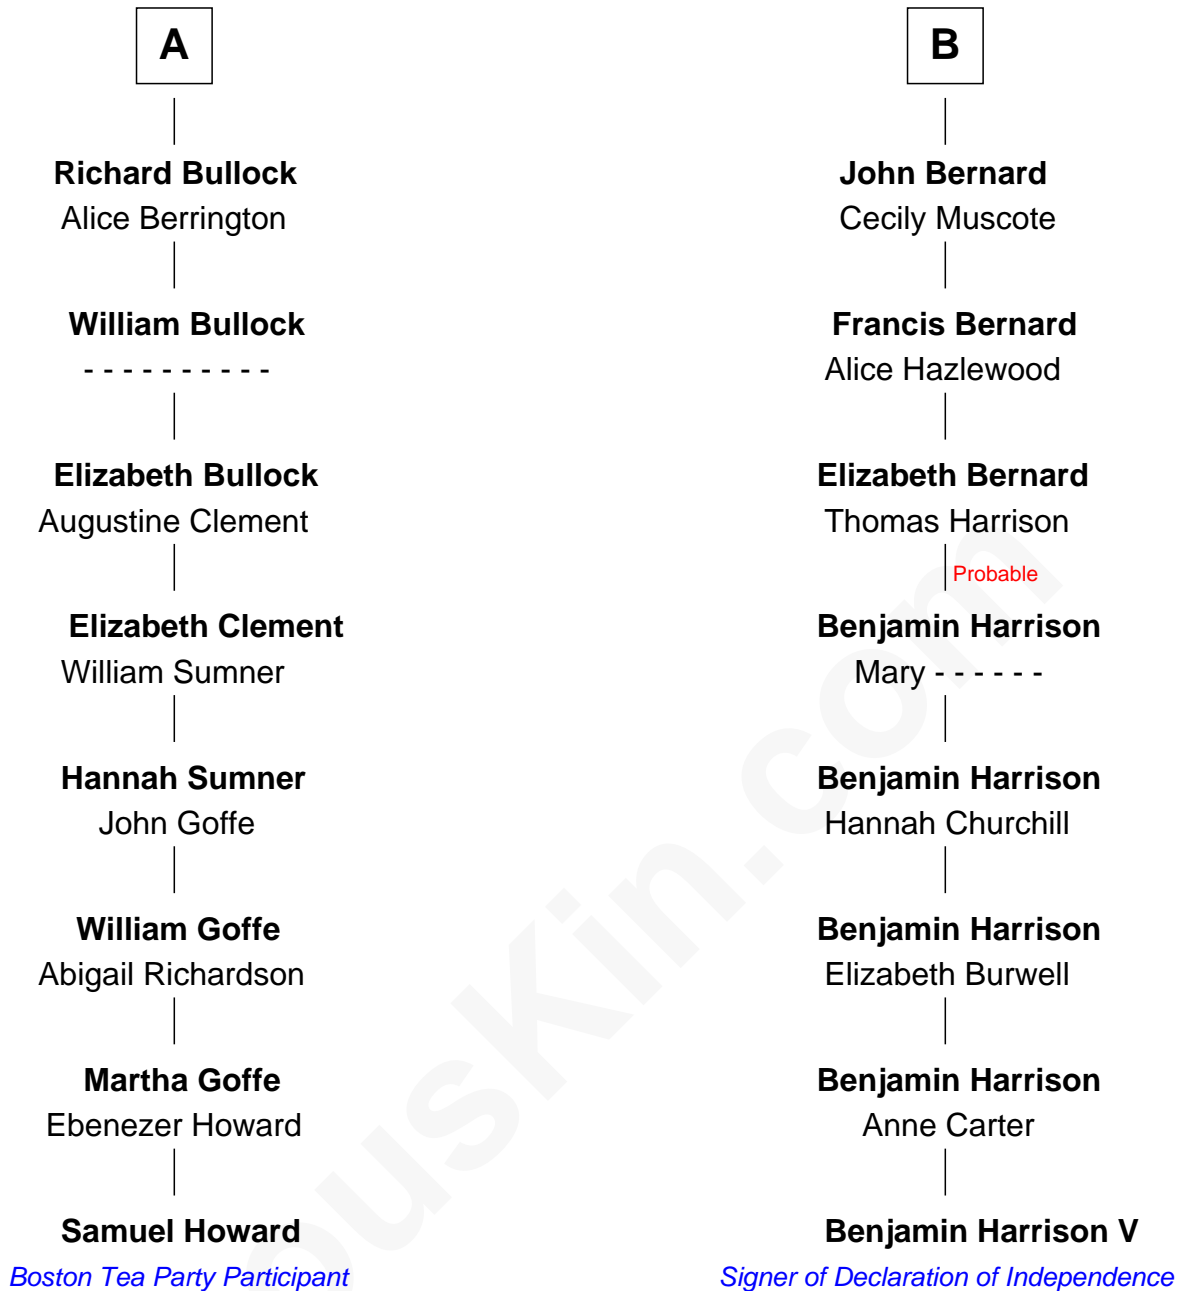 A
Richard Bullock
Alice Berrington
William Bullock
- - - - - - - - - -
Elizabeth Bullock
Augustine Clement
Elizabeth Clement
William Sumner
Hannah Sumner
John Goffe
William Goffe
Abigail Richardson
Martha Goffe
Ebenezer Howard
Samuel Howard
Boston Tea Party Participant
B
John Bernard
Cecily Muscote
Francis Bernard
Alice Hazlewood
Elizabeth Bernard
Thomas Harrison
Probable
Benjamin Harrison
Mary - - - - - -
Benjamin Harrison
Hannah Churchill
Benjamin Harrison
Elizabeth Burwell
Benjamin Harrison
Anne Carter
Benjamin Harrison V
Signer of Declaration of Independence
ousKin.com